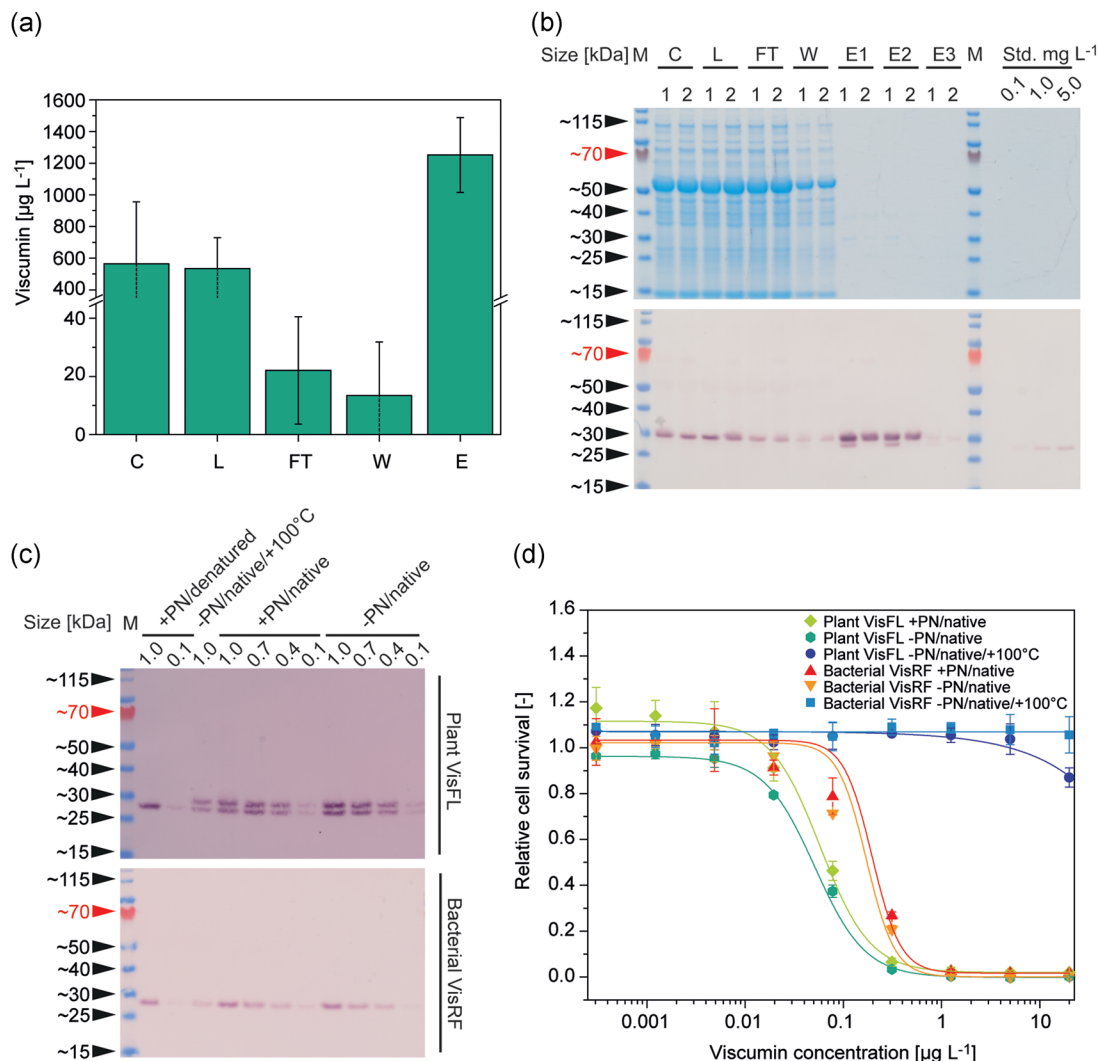 (a)
1600
1400
1200
1000
800
600
400
40
20
0
Viscumin [µg L⁻¹]
C L FT W E
(b)
Size [kDa] M C L FT W E1 E2 E3 M Std. mg L⁻¹
1 2 1 2 1 2 1 2 1 2 1 2 1 2 0.1 1.0 5.0
~115
~70
~50
~40
~30
~25
~15
~115
~70
~50
~40
~30
~25
~15
(c)
+PN/denatured
-PN/native/+100°C
+PN/native
-PN/native
Size [kDa] M 1.0 0.1 1.0 1.0 0.7 0.4 0.1 1.0 0.7 0.4 0.1
~115
~70
~50
~40
~30
~25
~15
Plant VisFL
~115
~70
~50
~40
~30
~25
~15
Bacterial VisRF
(d)
1.6
1.4
1.2
1.0
0.8
0.6
0.4
0.2
0.0
Relative cell survival [-]
Plant VisFL +PN/native
Plant VisFL -PN/native
Plant VisFL -PN/native/+100°C
Bacterial VisRF +PN/native
Bacterial VisRF -PN/native
Bacterial VisRF -PN/native/+100°C
0.001 0.01 0.1 1 10
Viscumin concentration [µg L⁻¹]